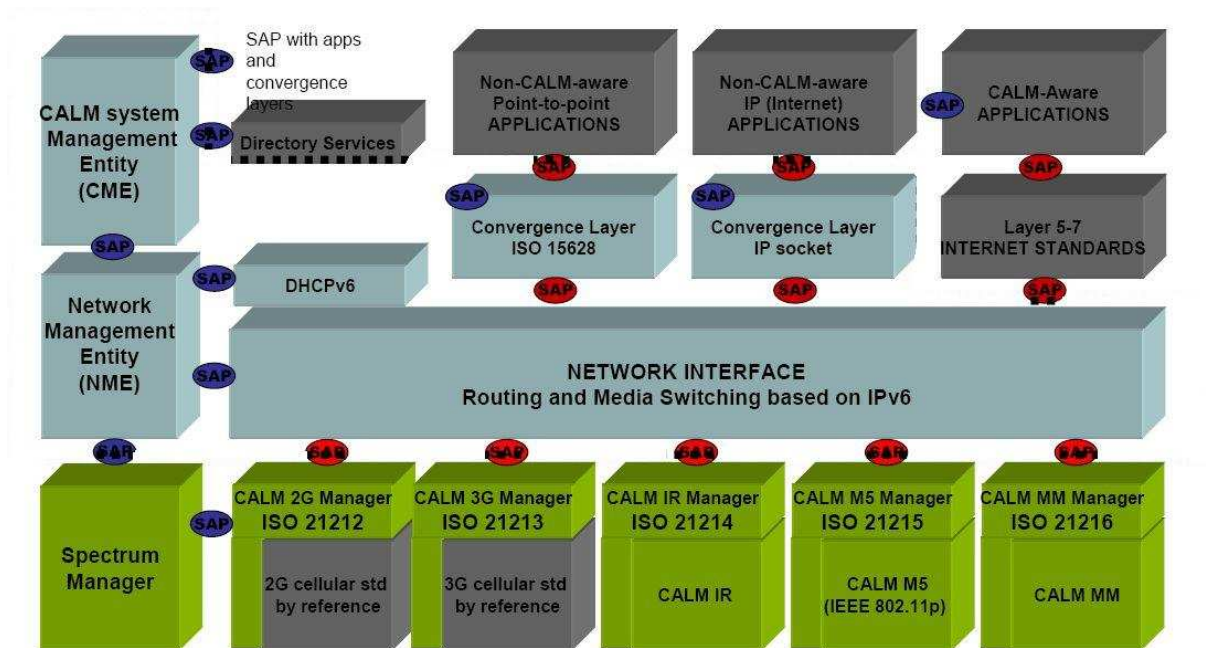 SAP
SAP with apps
and
convergence
layers
CALM system
Management
Entity
(CME)
SAP
Directory Services
Non-CALM-aware
Point-to-point
APPLICATIONS
Non-CALM-aware
IP (Internet)
APPLICATIONS
SAP
CALM-Aware
APPLICATIONS
SAP
SAP
SAP
SAP
Convergence Layer
ISO 15628
SAP
Convergence Layer
IP socket
Layer 5-7
INTERNET STANDARDS
SAP
SAP
DHCPv6
SAP
SAP
SAP
Network
Management
Entity
(NME)
SAP
NETWORK INTERFACE
Routing and Media Switching based on IPv6
SAP
SAP
SAP
SAP
SAP
SAP
Spectrum
Manager
SAP
CALM 2G Manager
ISO 21212
2G cellular std
by reference
CALM 3G Manager
ISO 21213
3G cellular std
by reference
CALM IR Manager
ISO 21214
CALM IR
CALM M5 Manager
ISO 21215
CALM M5
(IEEE 802.11p)
CALM MM Manager
ISO 21216
CALM MM